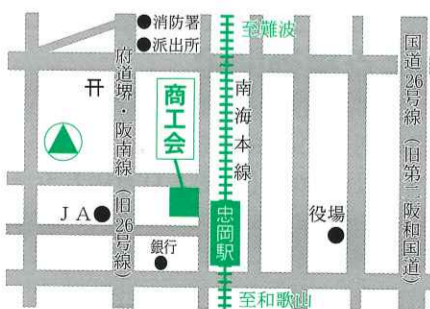 ●消防署
●派出所
至難波
府道堺・阪南線（旧26号線）
商工会
南海本線
国道26号線（旧第二阪和国道）
JA●
忠岡駅
役場
銀行
至和歌山